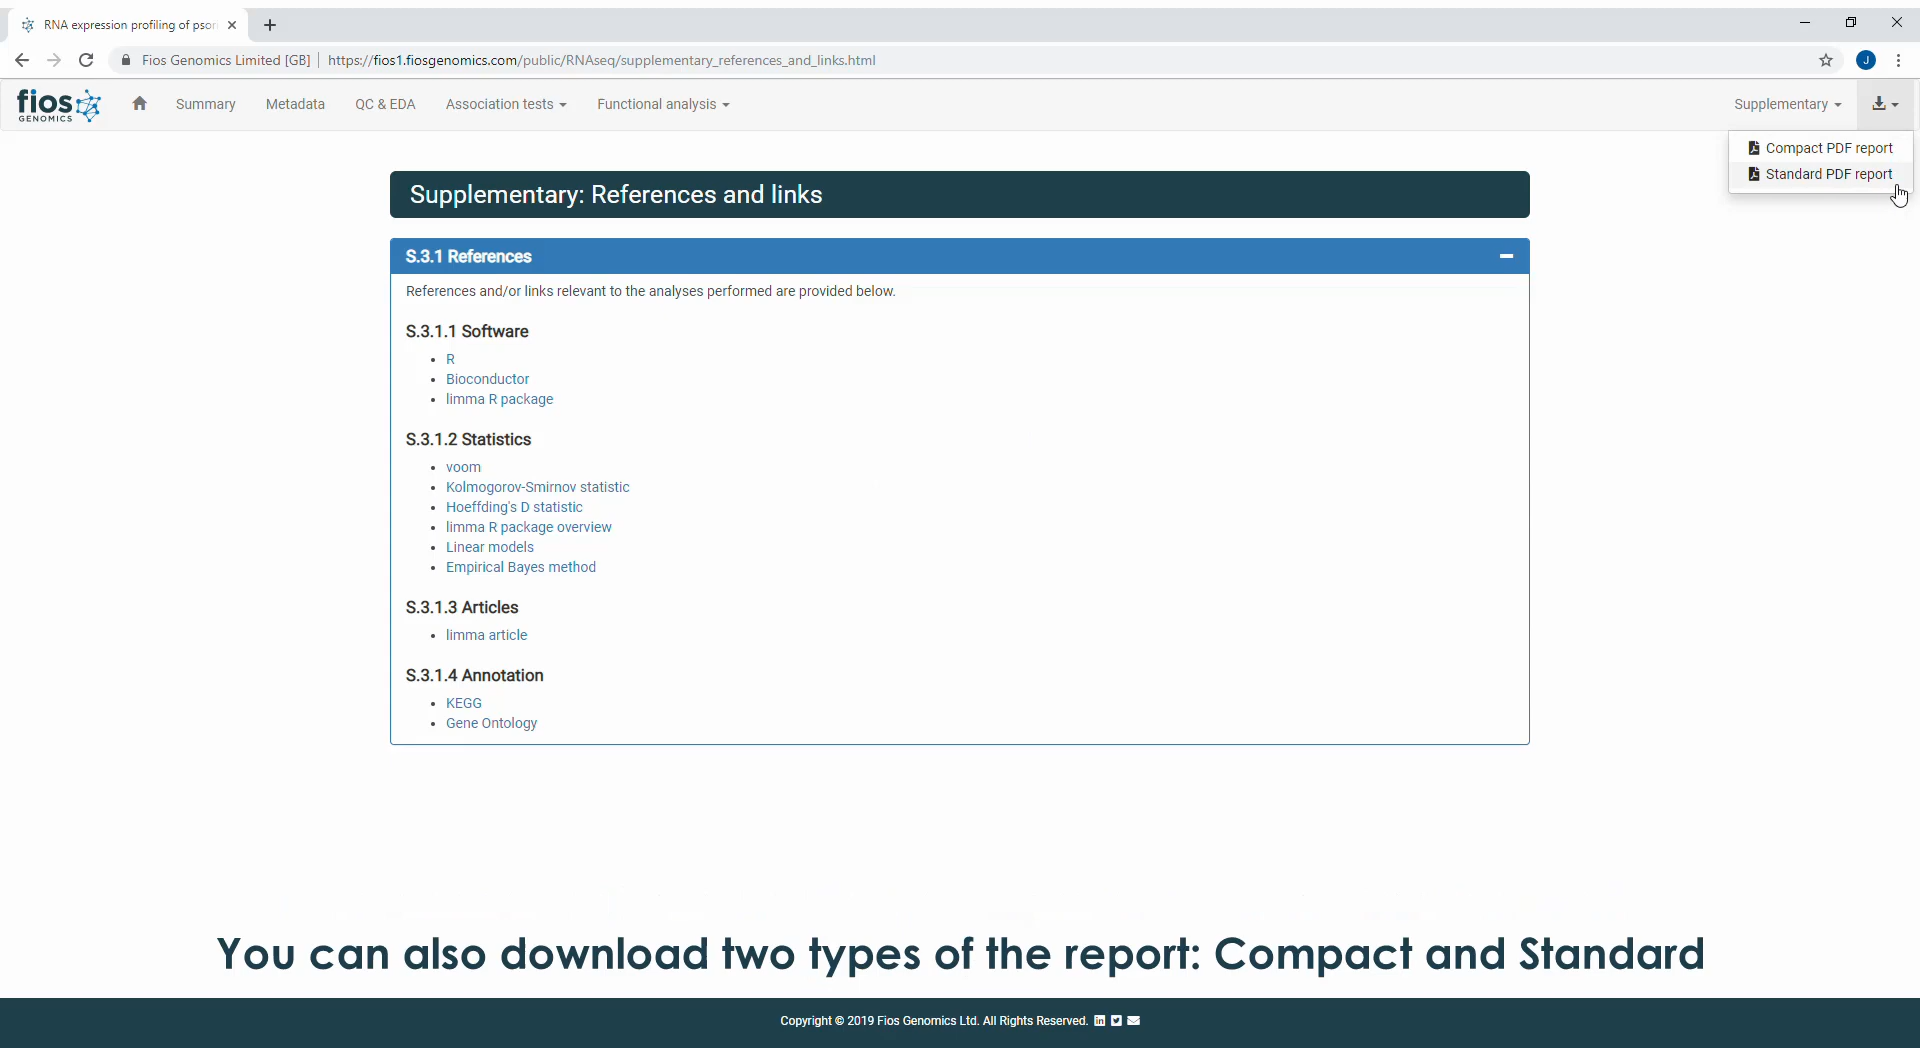 RNA expression profiling of psor
Fios Genomics Limited [GB] https://fios1.fiosgenomics.com/public/RNAseq/supplementary_references_and_links.html
J
fios GENOMICS
Summary
Metadata
QC & EDA
Association tests
Functional analysis
Supplementary
Compact PDF report
Standard PDF report
Supplementary: References and links
S.3.1 References
References and/or links relevant to the analyses performed are provided below.
S.3.1.1 Software
R
Bioconductor
limma R package
S.3.1.2 Statistics
voom
Kolmogorov-Smirnov statistic
Hoeffding's D statistic
limma R package overview
Linear models
Empirical Bayes method
S.3.1.3 Articles
limma article
S.3.1.4 Annotation
KEGG
Gene Ontology
You can also download two types of the report: Compact and Standard
Copyright © 2019 Fios Genomics Ltd. All Rights Reserved.